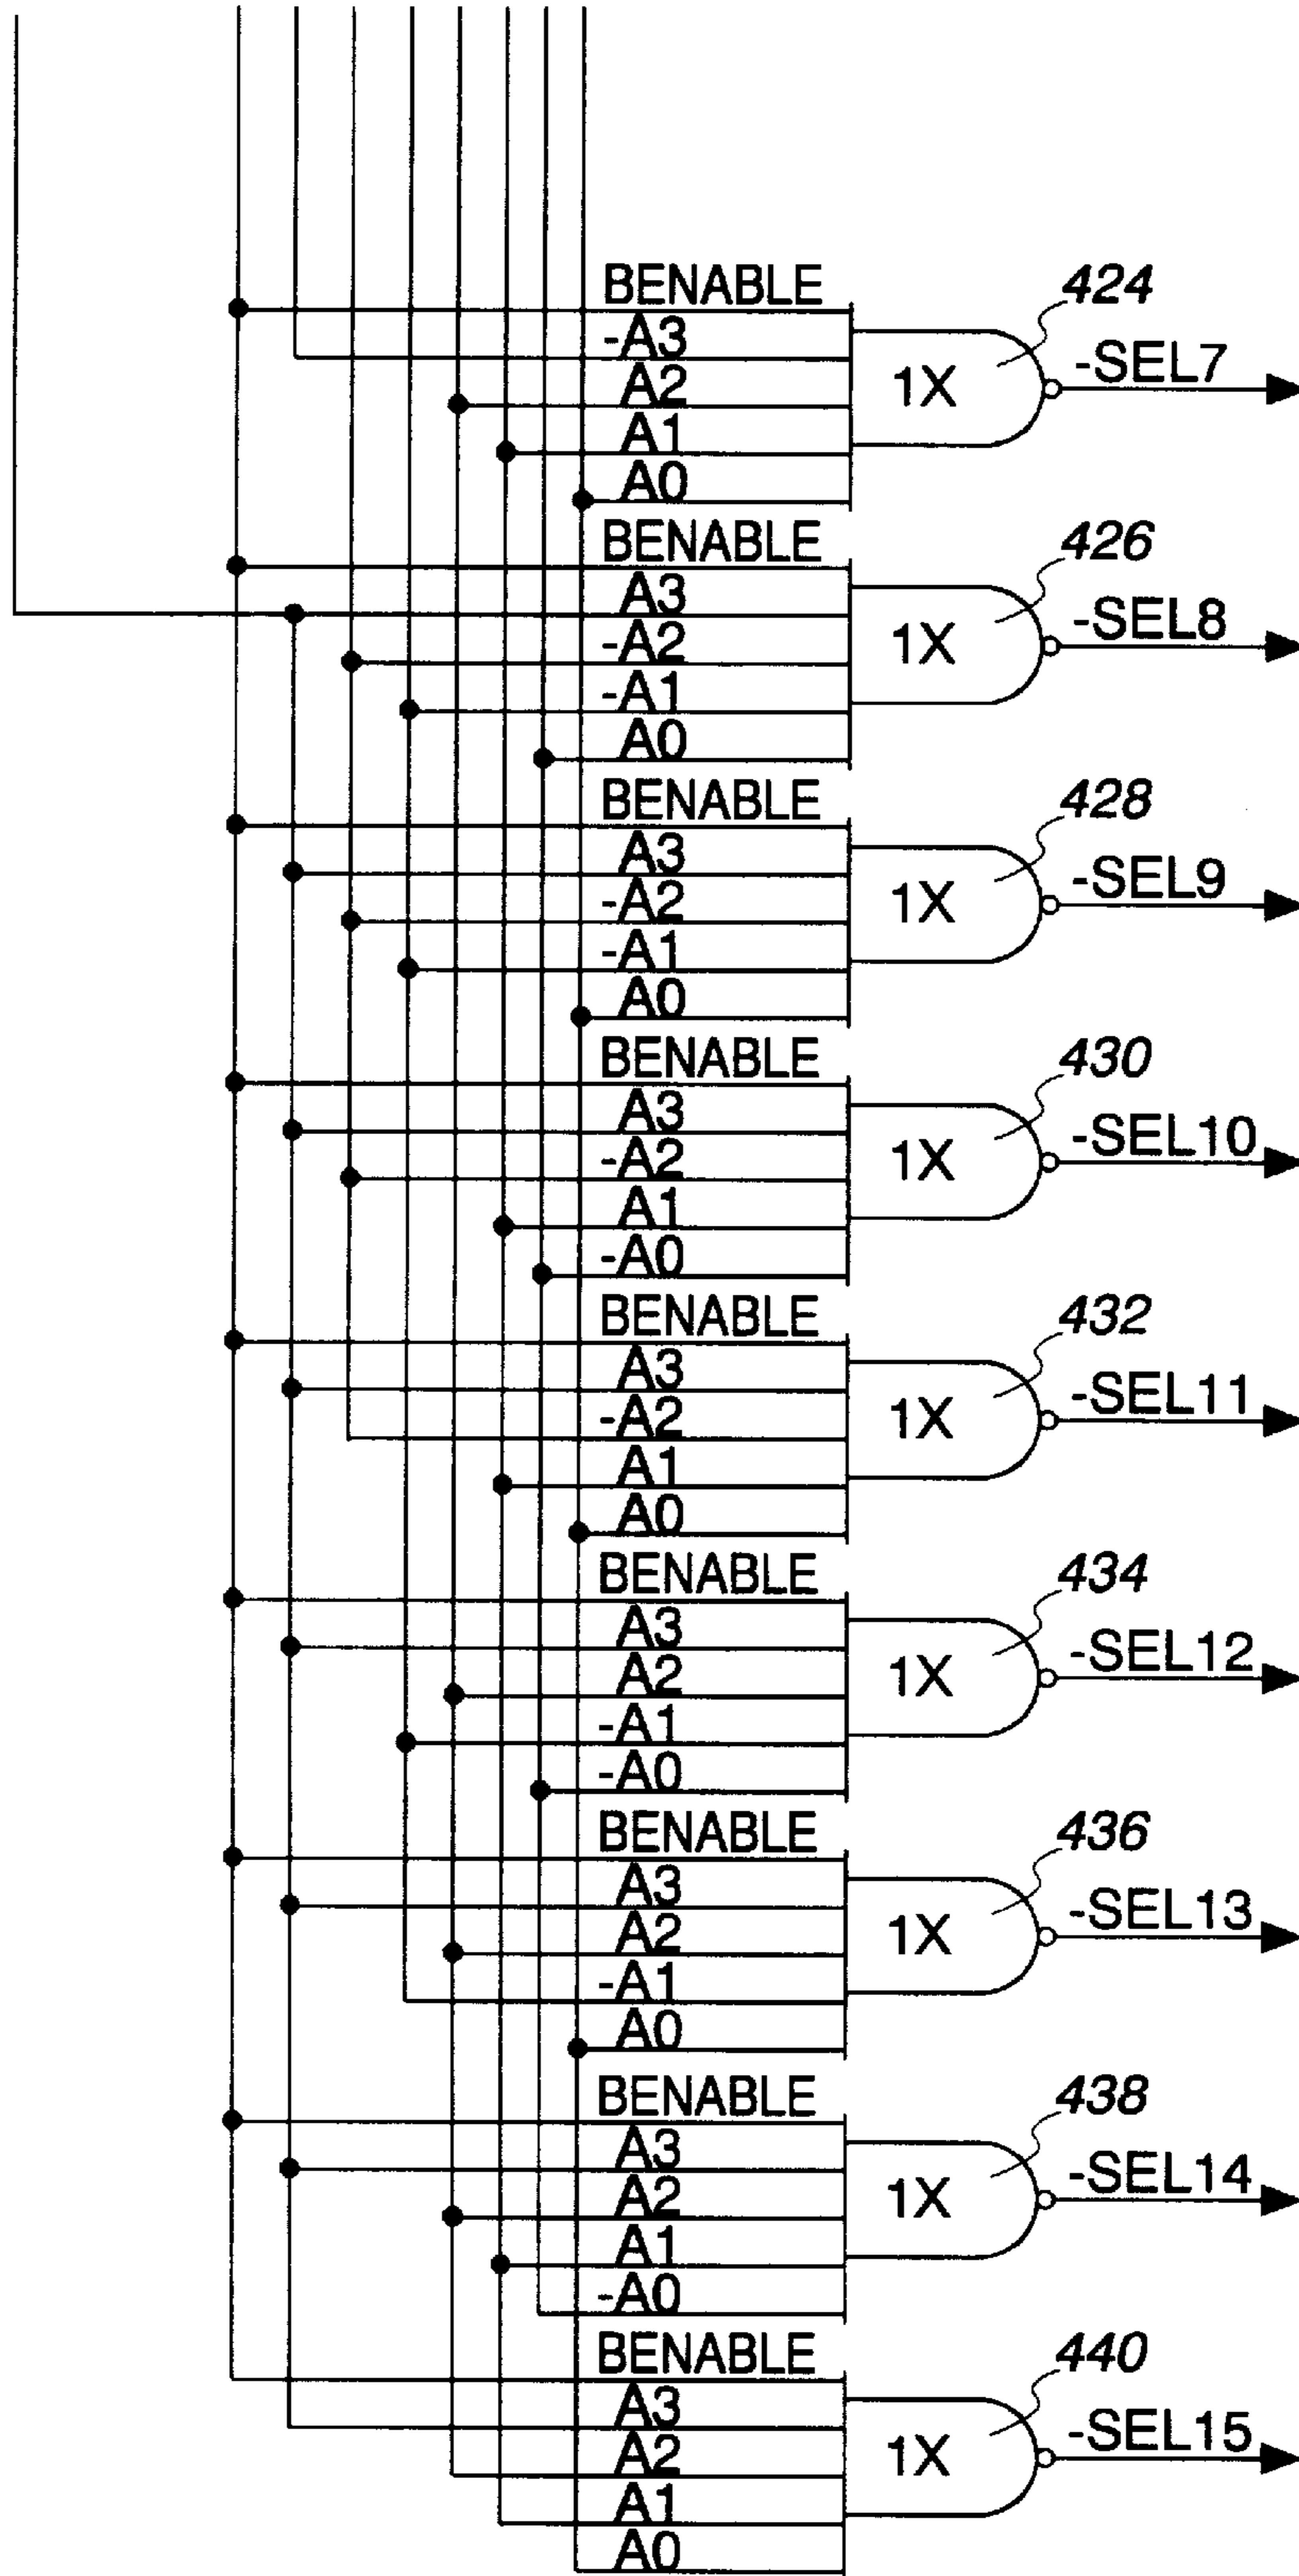 BENABLE
-A3
A2
A1
A0
1X
424
-SEL7
BENABLE
A3
-A2
-A1
A0
1X
426
-SEL8
BENABLE
A3
-A2
-A1
A0
1X
428
-SEL9
BENABLE
A3
-A2
A1
-A0
1X
430
-SEL10
BENABLE
A3
-A2
A1
A0
1X
432
-SEL11
BENABLE
A3
A2
-A1
-A0
1X
434
-SEL12
BENABLE
A3
A2
-A1
A0
1X
436
-SEL13
BENABLE
A3
A2
A1
-A0
1X
438
-SEL14
BENABLE
A3
A2
A1
A0
1X
440
-SEL15